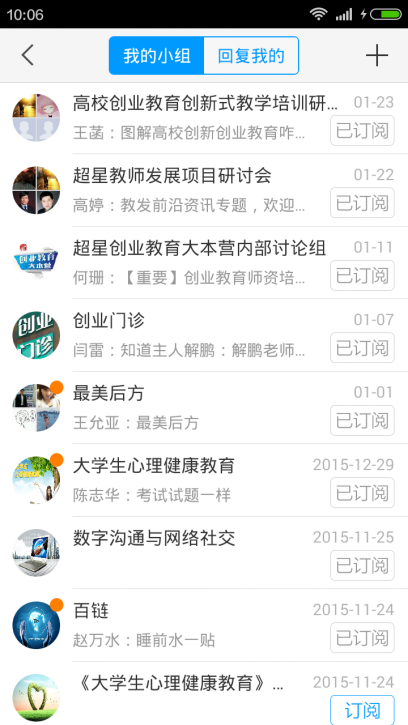 10:06
我的小组 回复我的
高校创业教育创新式教学培训研... 01-23
王菡：图解高校创新创业教育咋... 已订阅
超星教师发展项目研讨会 01-22
高婷：教发前沿资讯专题，欢迎... 已订阅
创业教育
大本营
超星创业教育大本营内部讨论组 01-11
何珊：【重要】创业教育师资培... 已订阅
创业
门诊
创业门诊 01-07
闫雷：知道主人解鹏：解鹏老师... 已订阅
最美后方 01-01
王允亚：最美后方 已订阅
大学生心理健康教育 2015-12-29
陈志华：考试试题一样 已订阅
数字沟通与网络社交 2015-11-25
已订阅
百链 2015-11-24
赵万水：睡前水一贴 已订阅
《大学生心理健康教育》... 2015-11-24
订阅